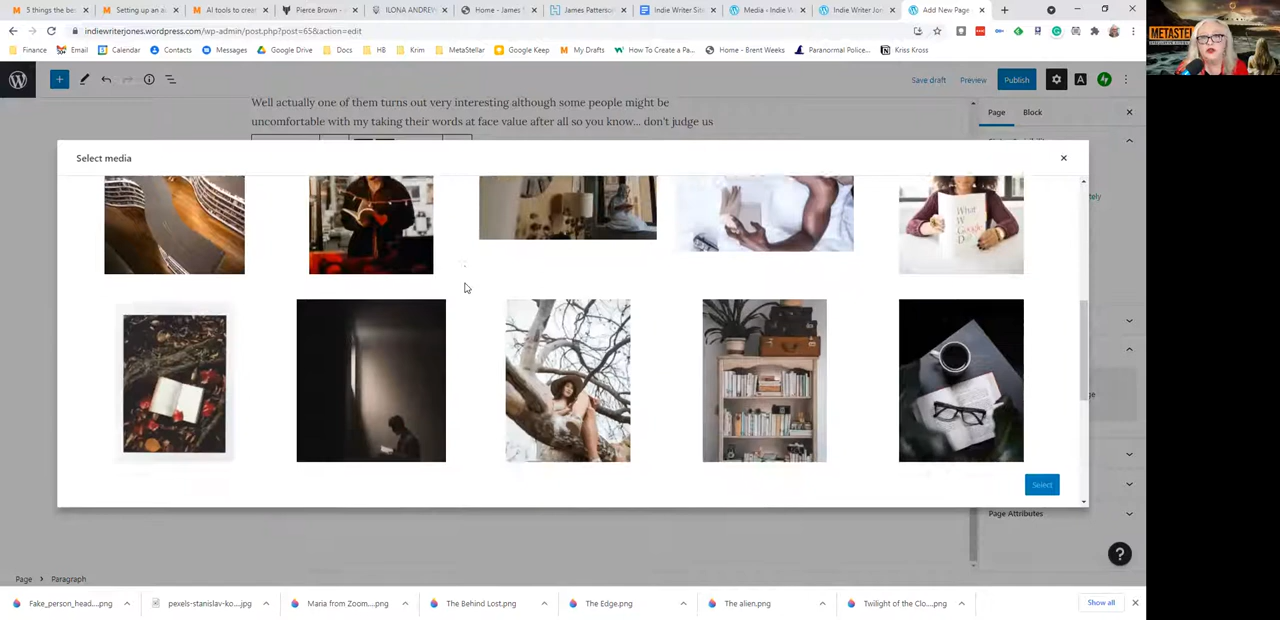 5 things the be
Setting up an a
AI tools to crea
Pierce Brown -
ILONA ANDREW
Home - James
James Patterson
Indie Writer Siz
Media ‹ Indie W
Indie Writer Jo
Add New Page
indiewriterjones.wordpress.com/wp-admin/post.php?post=65&action=edit
Finance
Email
Calendar
Contacts
Messages
Google Drive
Docs
HB
Krim
MetaStellar
Google Keep
My Drafts
How To Create a Pa...
Home - Brent Weeks
Paranormal Police...
Kriss Kross
METASTE
Save draft
Preview
Publish
Well actually one of them turns out very interesting although some people might be
uncomfortable with my taking their words at face value after all so you know... don't judge us
Page
Block
Select media
What
W
Google
Do?
Select
Page Attributes
Page
Paragraph
Fake_person_head....png
pexels-stanislav-ko....jpg
Maria from Zoom....png
The Behind Lost.png
The Edge.png
The alien.png
Twilight of the Clo....png
Show all